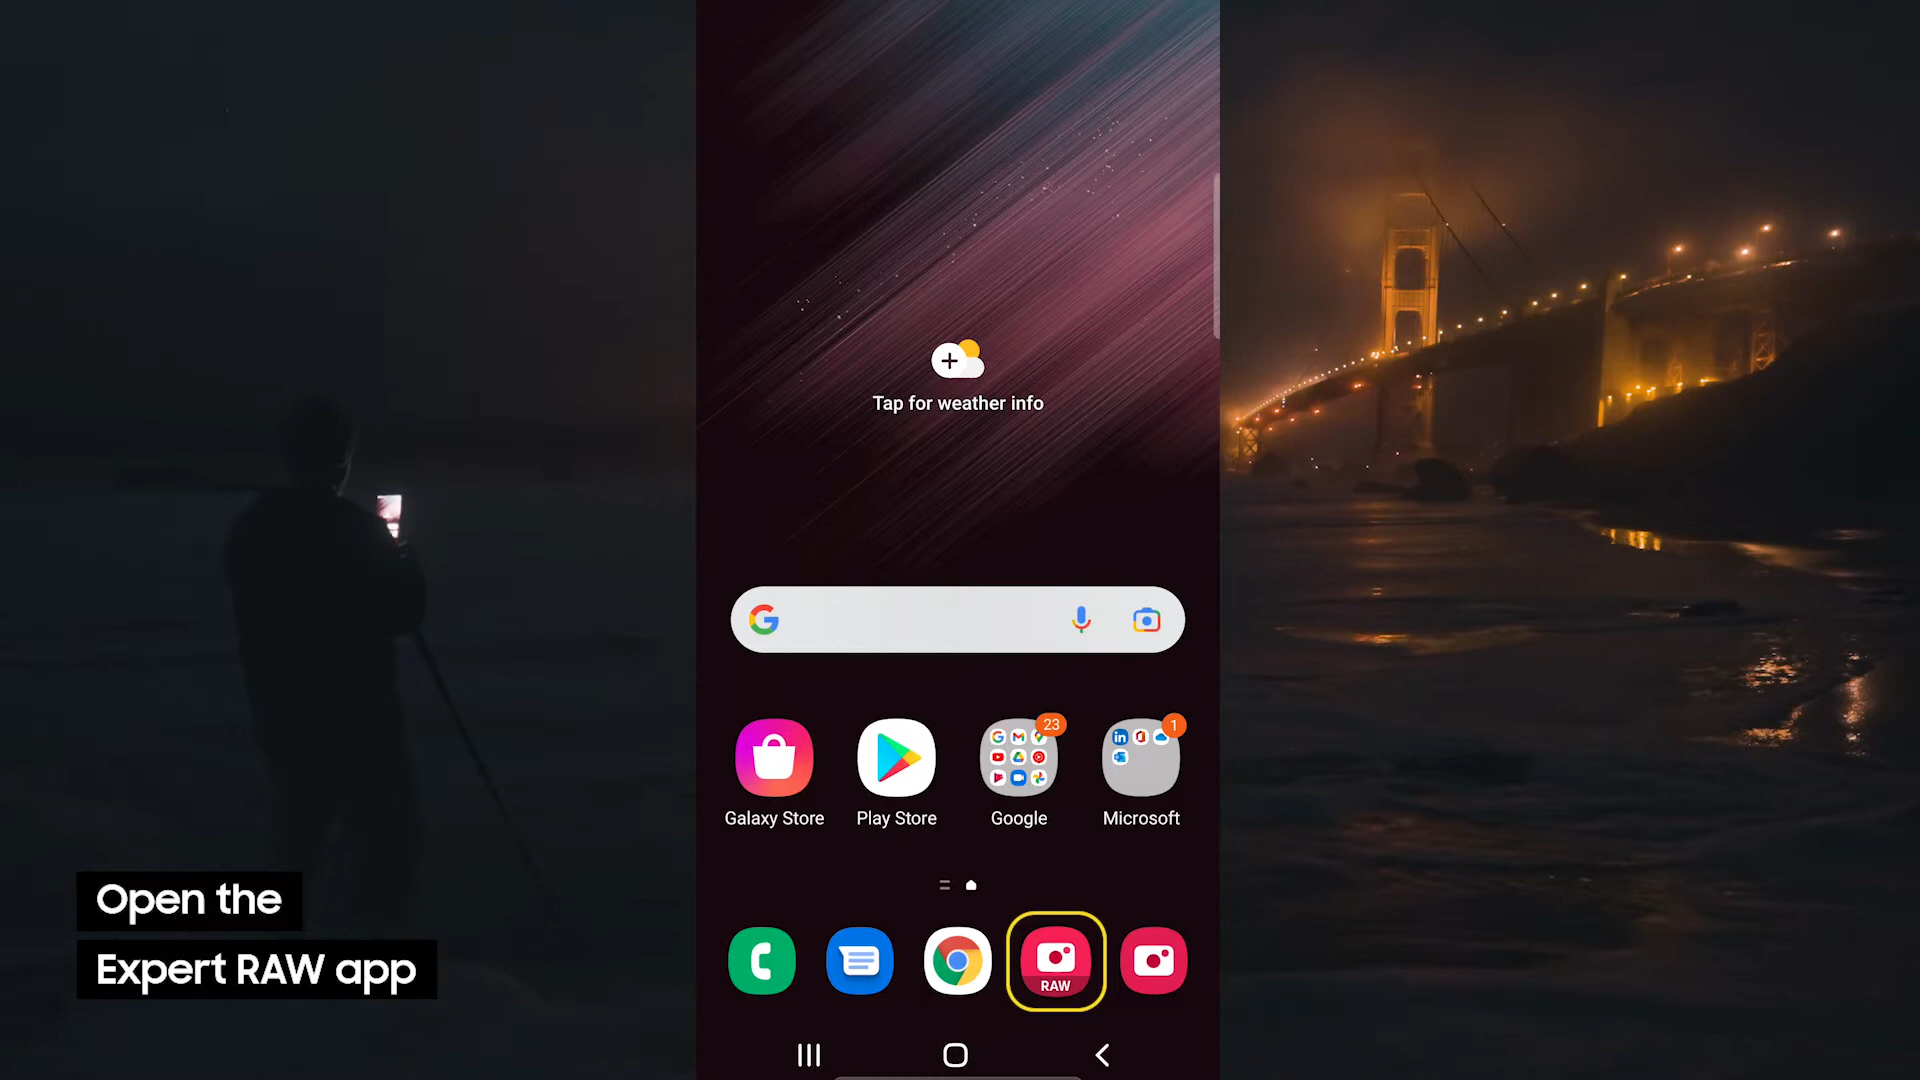 Tap for weather info
23
1
Galaxy Store
Play Store
Google
Microsoft
RAW
Open the
Expert RAW app